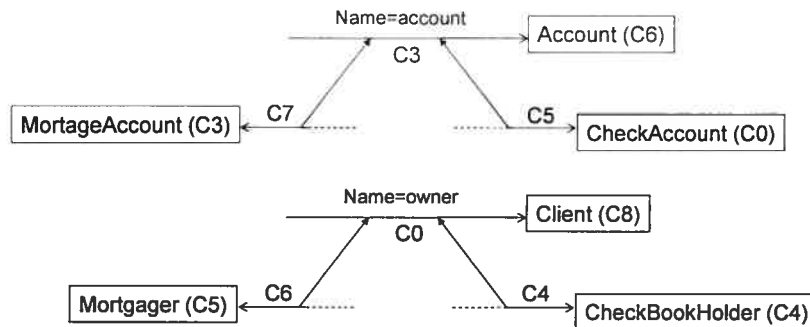 Name=account
Account (C6)
C3
C7
C5
MortageAccount (C3)
CheckAccount (C0)
Name=owner
Client (C8)
C0
C6
C4
Mortgager (C5)
CheckBookHolder (C4)